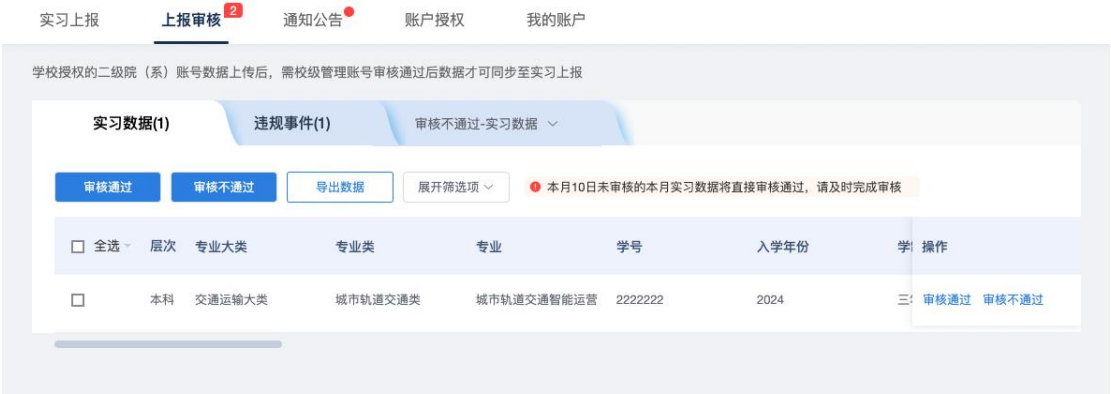 实习上报 上报审核 2 通知公告 账户授权 我的账户
学校授权的二级院（系）账号数据上传后，需校级管理账号审核通过后数据才可同步至实习上报
实习数据(1) 违规事件(1) 审核不通过-实习数据
审核通过 审核不通过 导出数据 展开筛选项 本月10日未审核的本月实习数据将直接审核通过，请及时完成审核
全选 层次 专业大类 专业类 专业 学号 入学年份 学 操作
本科 交通运输大类 城市轨道交通类 城市轨道交通智能运营 2222222 2024 三 审核通过 审核不通过